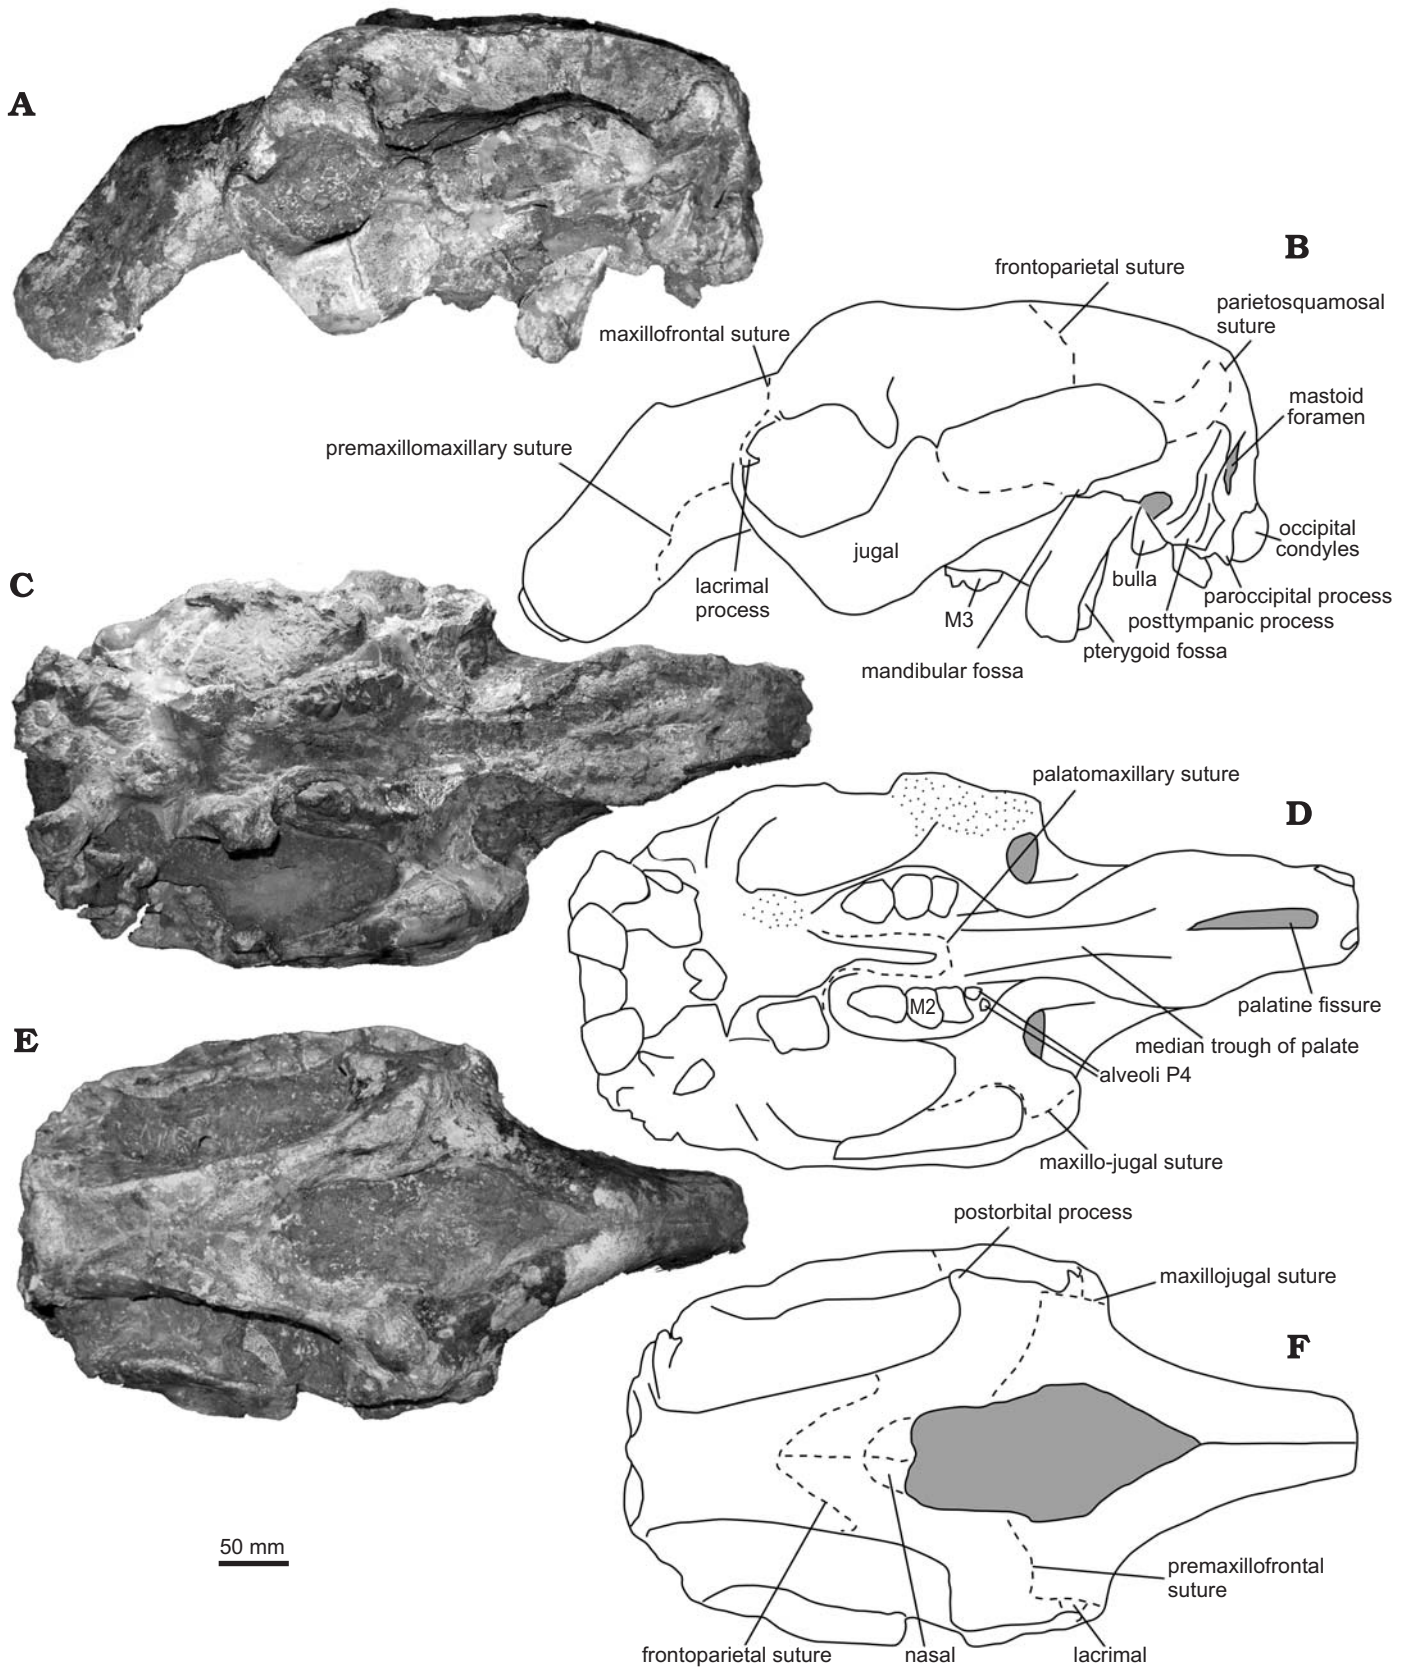 A
B
frontoparietal suture
parietosquamosal
suture
maxillofrontal suture
mastoid
foramen
premaxillomaxillary suture
occipital
condyles
jugal
bulla
lacrimal
process
paroccipital process
M3
posttympanic process
pterygoid fossa
mandibular fossa
C
palatomaxillary suture
D
M2
palatine fissure
median trough of palate
alveoli P4
maxillo-jugal suture
E
postorbital process
maxillojugal suture
F
50 mm
premaxillofrontal
suture
frontoparietal suture
nasal
lacrimal